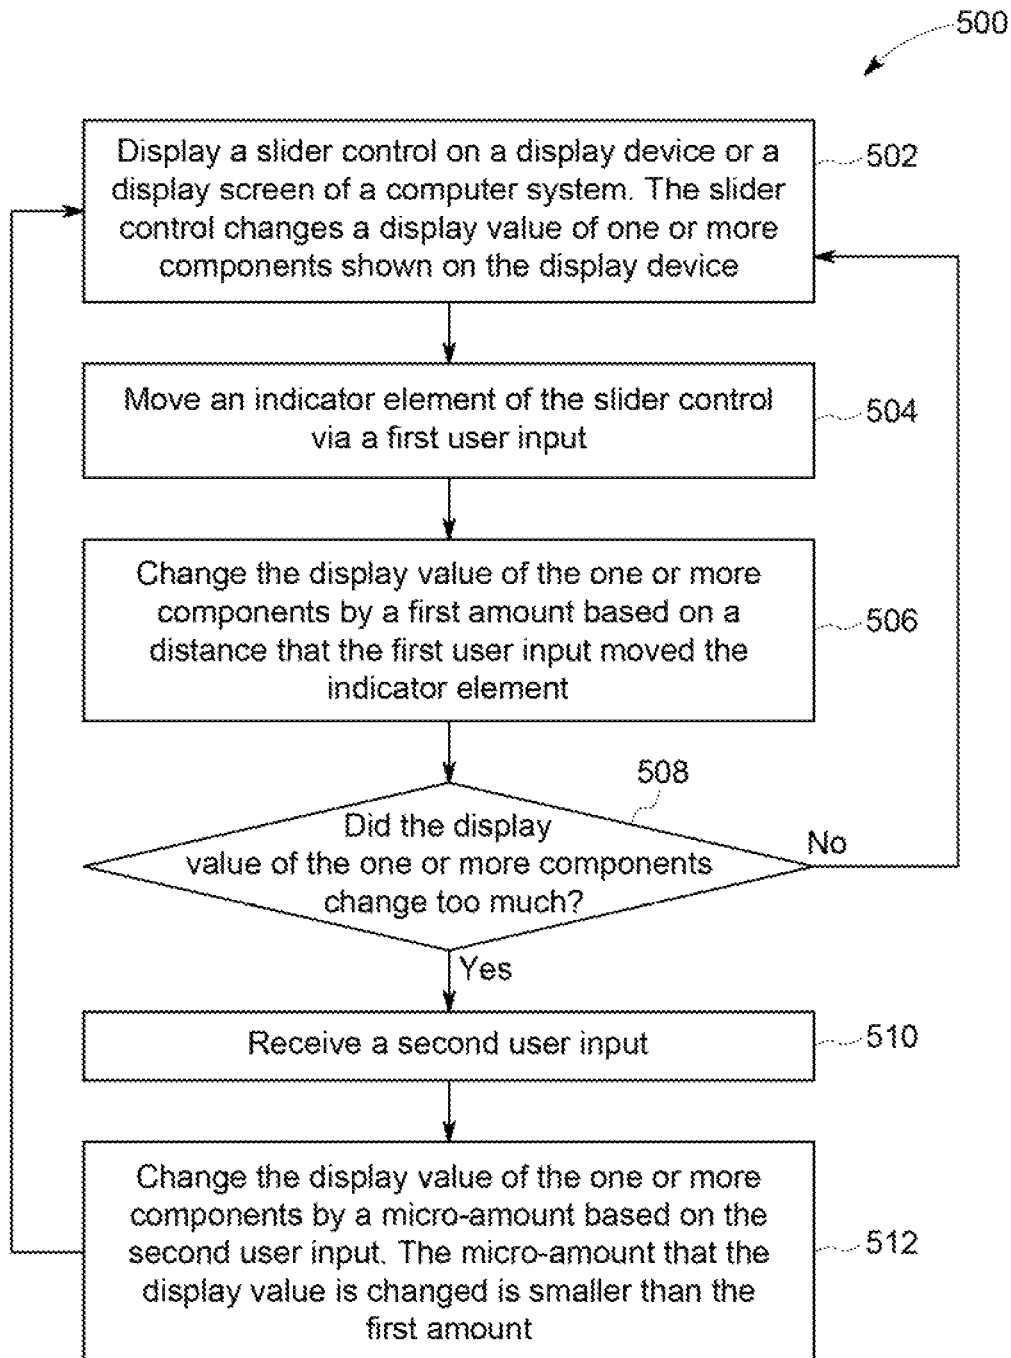 500
Display a slider control on a display device or a
display screen of a computer system. The slider
control changes a display value of one or more
components shown on the display device
502
Move an indicator element of the slider control
via a first user input
504
Change the display value of the one or more
components by a first amount based on a
distance that the first user input moved the
indicator element
506
508
Did the display
value of the one or more components
change too much?
No
Yes
Receive a second user input
510
Change the display value of the one or more
components by a micro-amount based on the
second user input. The micro-amount that the
display value is changed is smaller than the
first amount
512